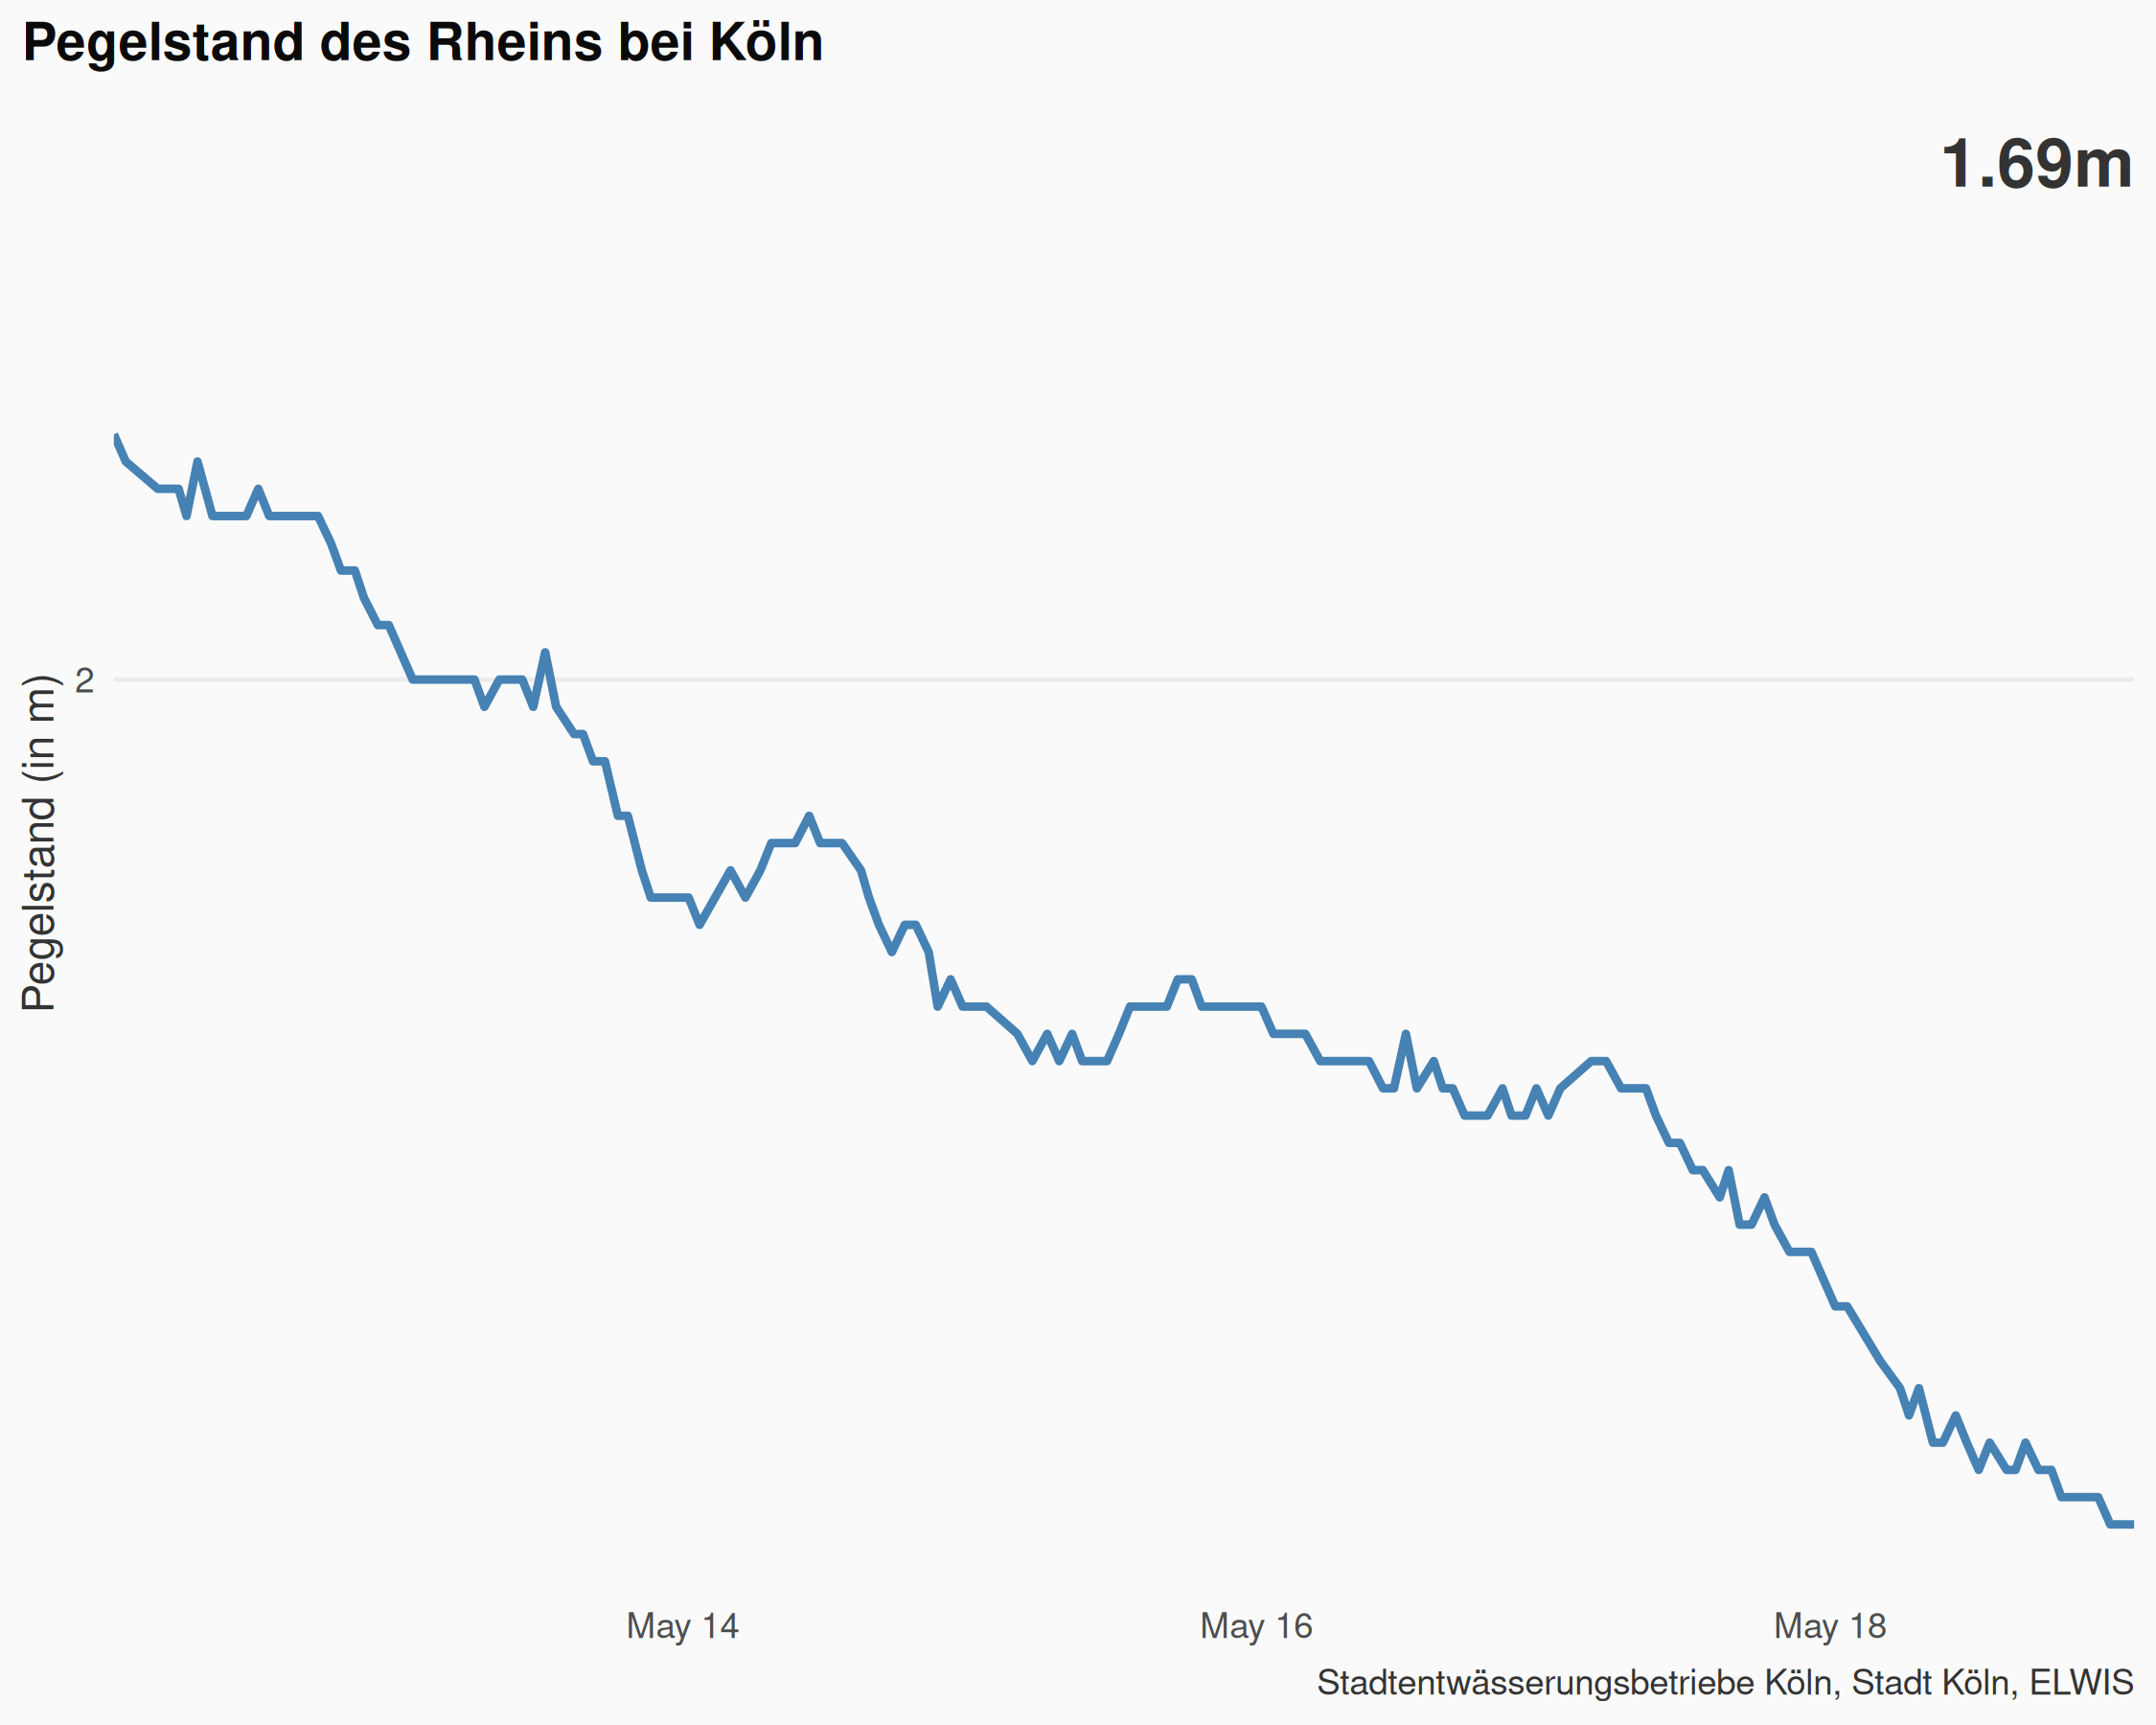 Pegelstand des Rheins bei Köln
1.69m
Pegelstand (in m)
2
May 14
May 16
May 18
Stadtentwässerungsbetriebe Köln, Stadt Köln, ELWIS